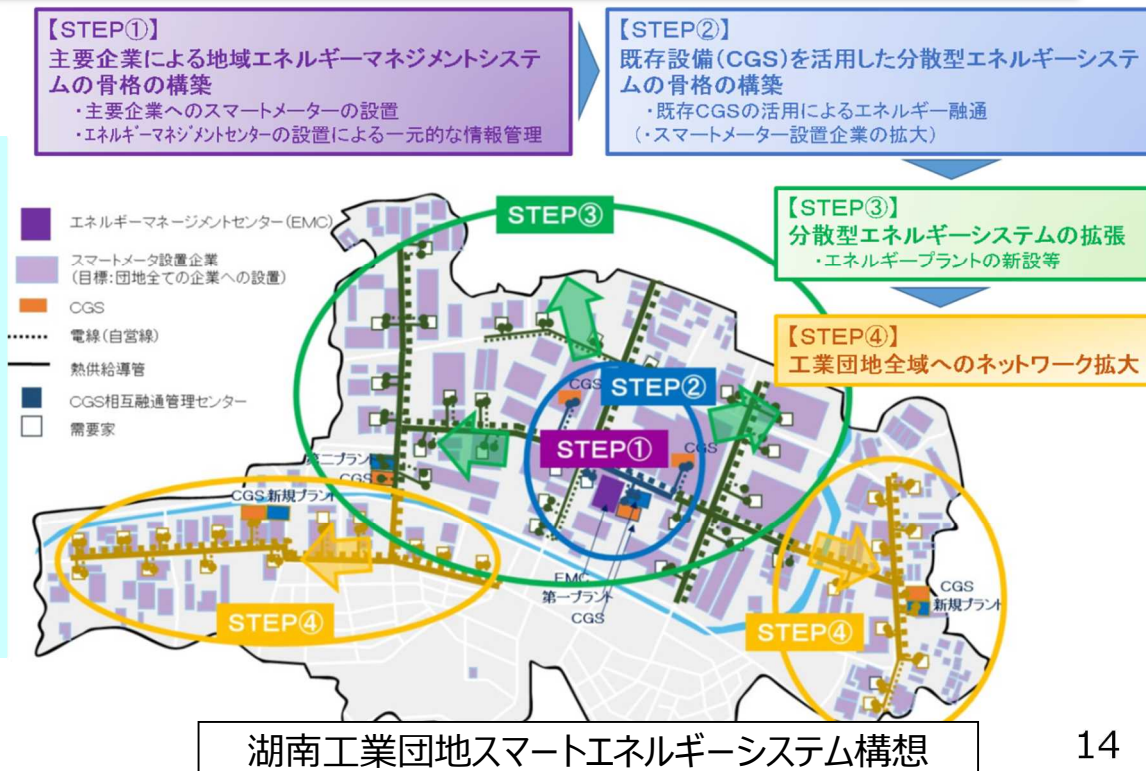 【STEP①】
主要企業による地域エネルギーマネジメントシステ
ムの骨格の構築
・主要企業へのスマートメーターの設置
・エネルギーマネジメントセンターの設置による一元的な情報管理
【STEP②】
既存設備(CGS)を活用した分散型エネルギーシステ
ムの骨格の構築
・既存CGSの活用によるエネルギー融通
(・スマートメーター設置企業の拡大)
【STEP③】
分散型エネルギーシステムの拡張
・エネルギープラントの新設等
【STEP④】
工業団地全域へのネットワーク拡大
エネルギーマネージメントセンター(EMC)
スマートメータ設置企業
(目標:団地全ての企業への設置)
CGS
電線(自営線)
熱供給導管
CGS相互融通管理センター
需要家
STEP③
CGS
STEP②
STEP①
CGS
第二プラント
CGS
CGS新規プラント
EMC
第一プラント
CGS
CGS
新規プラント
STEP④
STEP④
湖南工業団地スマートエネルギーシステム構想
14